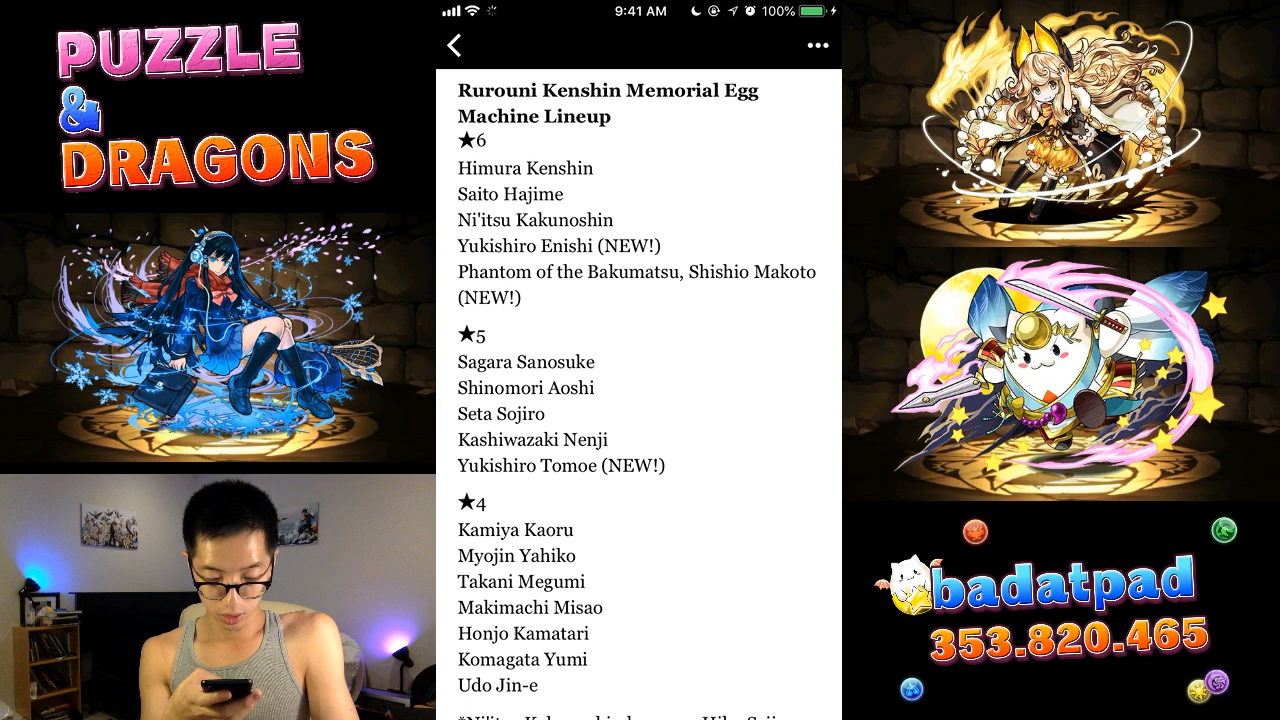 PUZZLE
&
DRAGONS
9:41 AM
100%
Rurouni Kenshin Memorial Egg
Machine Lineup
★6
Himura Kenshin
Saito Hajime
Ni'itsu Kakunoshin
Yukishiro Enishi (NEW!)
Phantom of the Bakumatsu, Shishio Makoto
(NEW!)
★5
Sagara Sanosuke
Shinomori Aoshi
Seta Sojiro
Kashiwazaki Nenji
Yukishiro Tomoe (NEW!)
★4
Kamiya Kaoru
Myojin Yahiko
Takani Megumi
Makimachi Misao
Honjo Kamatari
Komagata Yumi
Udo Jin-e
badatpad
353.820.465